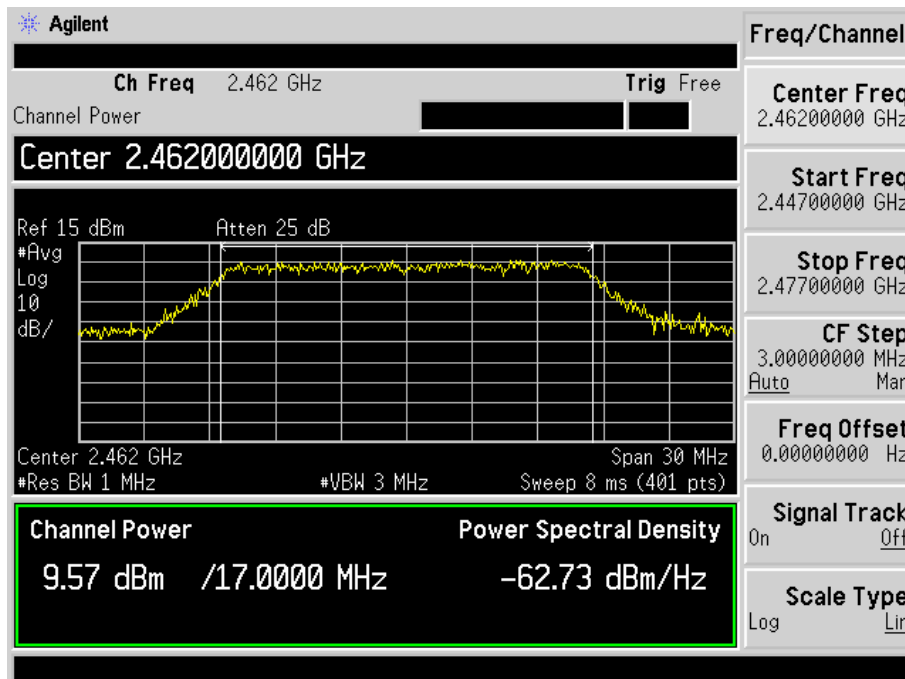 Agilent
Ch Freq 2.462 GHz Trig Free
Channel Power
Center 2.462000000 GHz
Ref 15 dBm Atten 25 dB
#Avg
Log
10
dB/
Center 2.462 GHz Span 30 MHz
#Res BW 1 MHz #VBW 3 MHz Sweep 8 ms (401 pts)
Channel Power Power Spectral Density
9.57 dBm /17.0000 MHz -62.73 dBm/Hz
Freq/Channel
Center Freq
2.46200000 GHz
Start Freq
2.44700000 GHz
Stop Freq
2.47700000 GHz
CF Step
3.00000000 MHz
Auto Man
Freq Offset
0.00000000 Hz
Signal Track
On Off
Scale Type
Log Lin